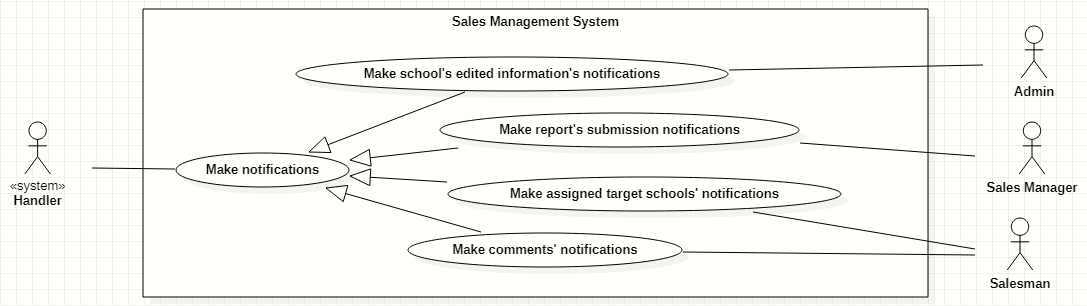 Sales Management System
Make school's edited information's notifications
Admin
Make report's submission notifications
Sales Manager
Make notifications
«system»
Handler
Make assigned target schools' notifications
Make comments' notifications
Salesman